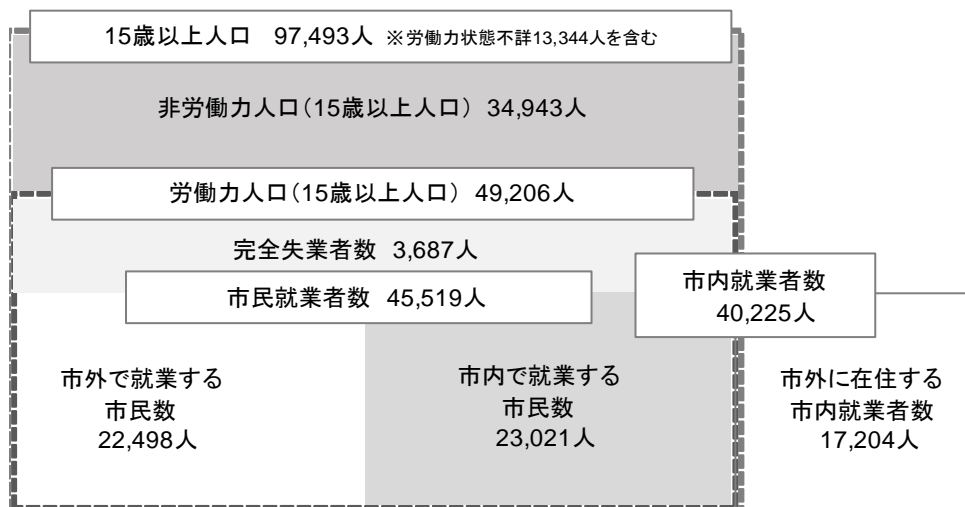 15歳以上人口 97,493人 ※労働力状態不詳13,344人を含む
非労働力人口(15歳以上人口) 34,943人
労働力人口(15歳以上人口) 49,206人
完全失業者数 3,687人
市民就業者数 45,519人
市内就業者数
40,225人
市外で就業する
市民数
22,498人
市内で就業する
市民数
23,021人
市外に在住する
市内就業者数
17,204人